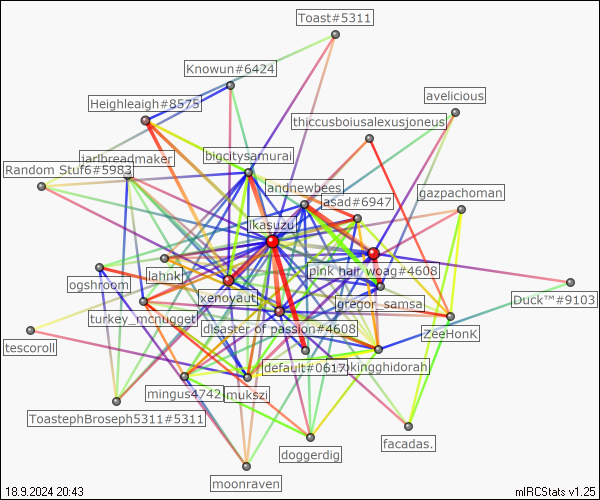 Toast#5311
Knowun#6424
avelicious
Heighleaigh#8575
thiccusboiusalexusjoneus
jarlbreadmaker
bigcitysamurai
Random Stuf6#5983
andnewbees
asad#6947
gazpachoman
ikasuzu
lahnk
pink hair woag#4608
ogshroom
xenoyaut
gregor_samsa
Duck™#9103
turkey_mcnugget
disaster of passion#4608
ZeeHonK
tescoroll
default#0617
kingghidorah
mingus4742
mukszi
ToastephBroseph5311#5311
facadas.
doggerdig
moonraven
18.9.2024 20:43
mIRCStats v1.25